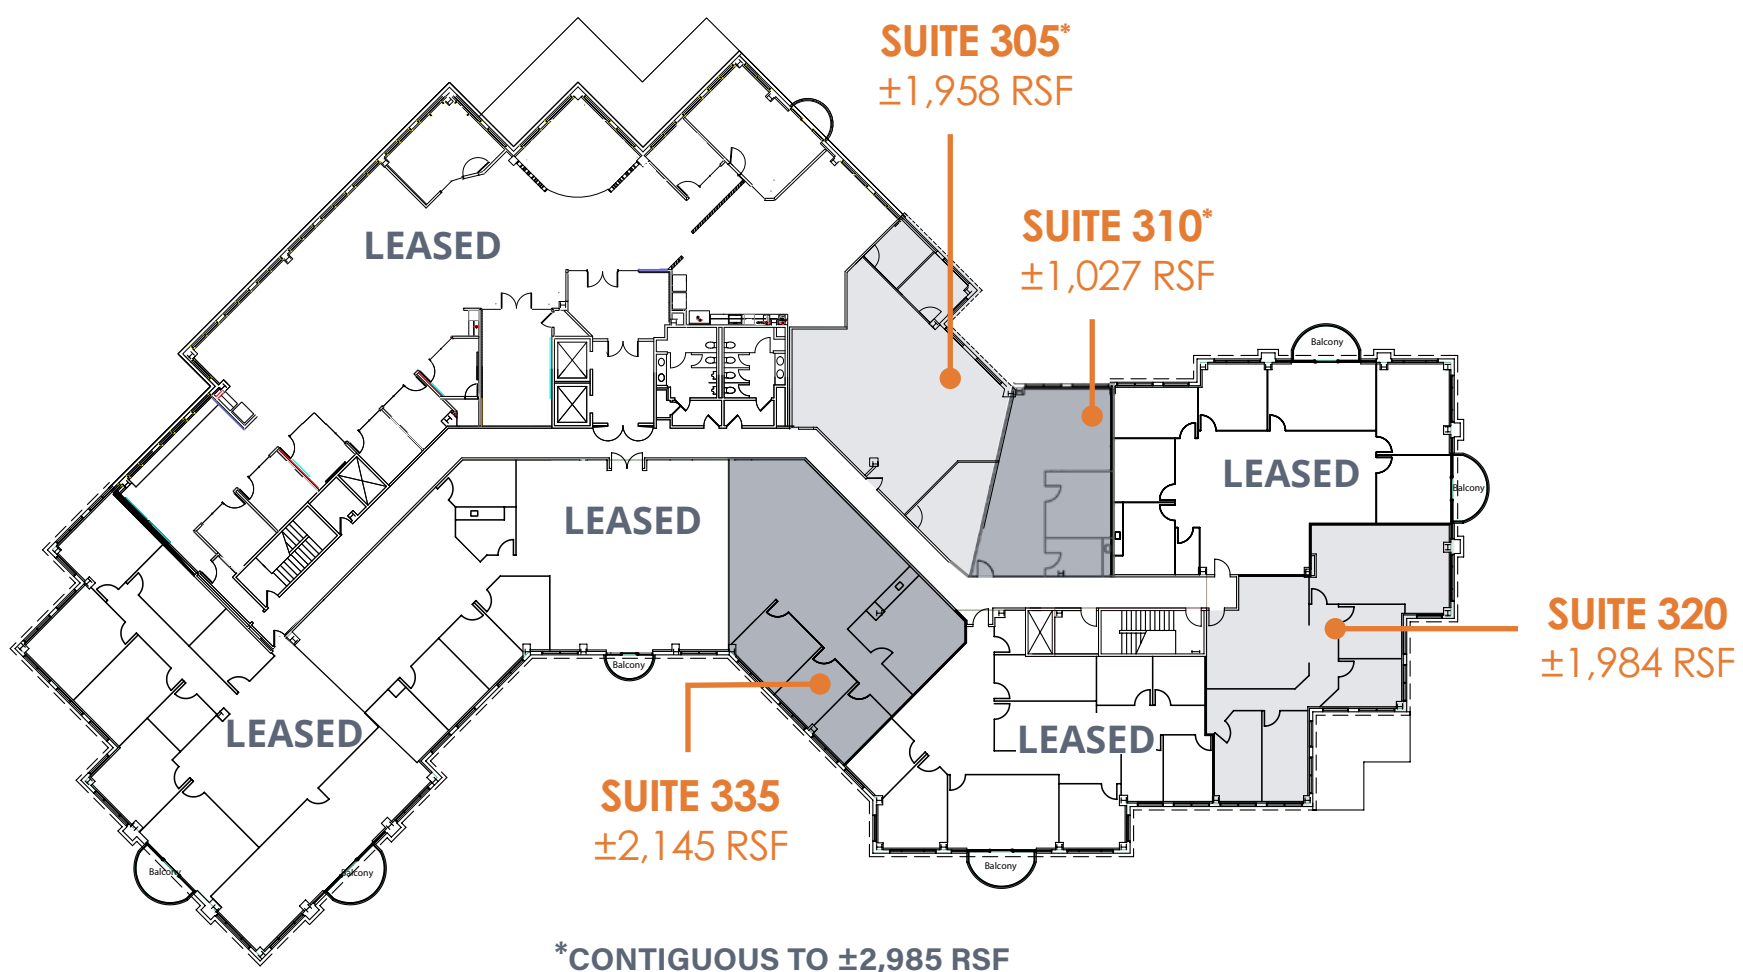 SUITE 305*
±1,958 RSF
SUITE 310*
±1,027 RSF
LEASED
Balcony
LEASED
Balcony
LEASED
SUITE 320
±1,984 RSF
Balcony
LEASED
LEASED
SUITE 335
±2,145 RSF
Balcony
Balcony
Balcony
*CONTIGUOUS TO ±2,985 RSF